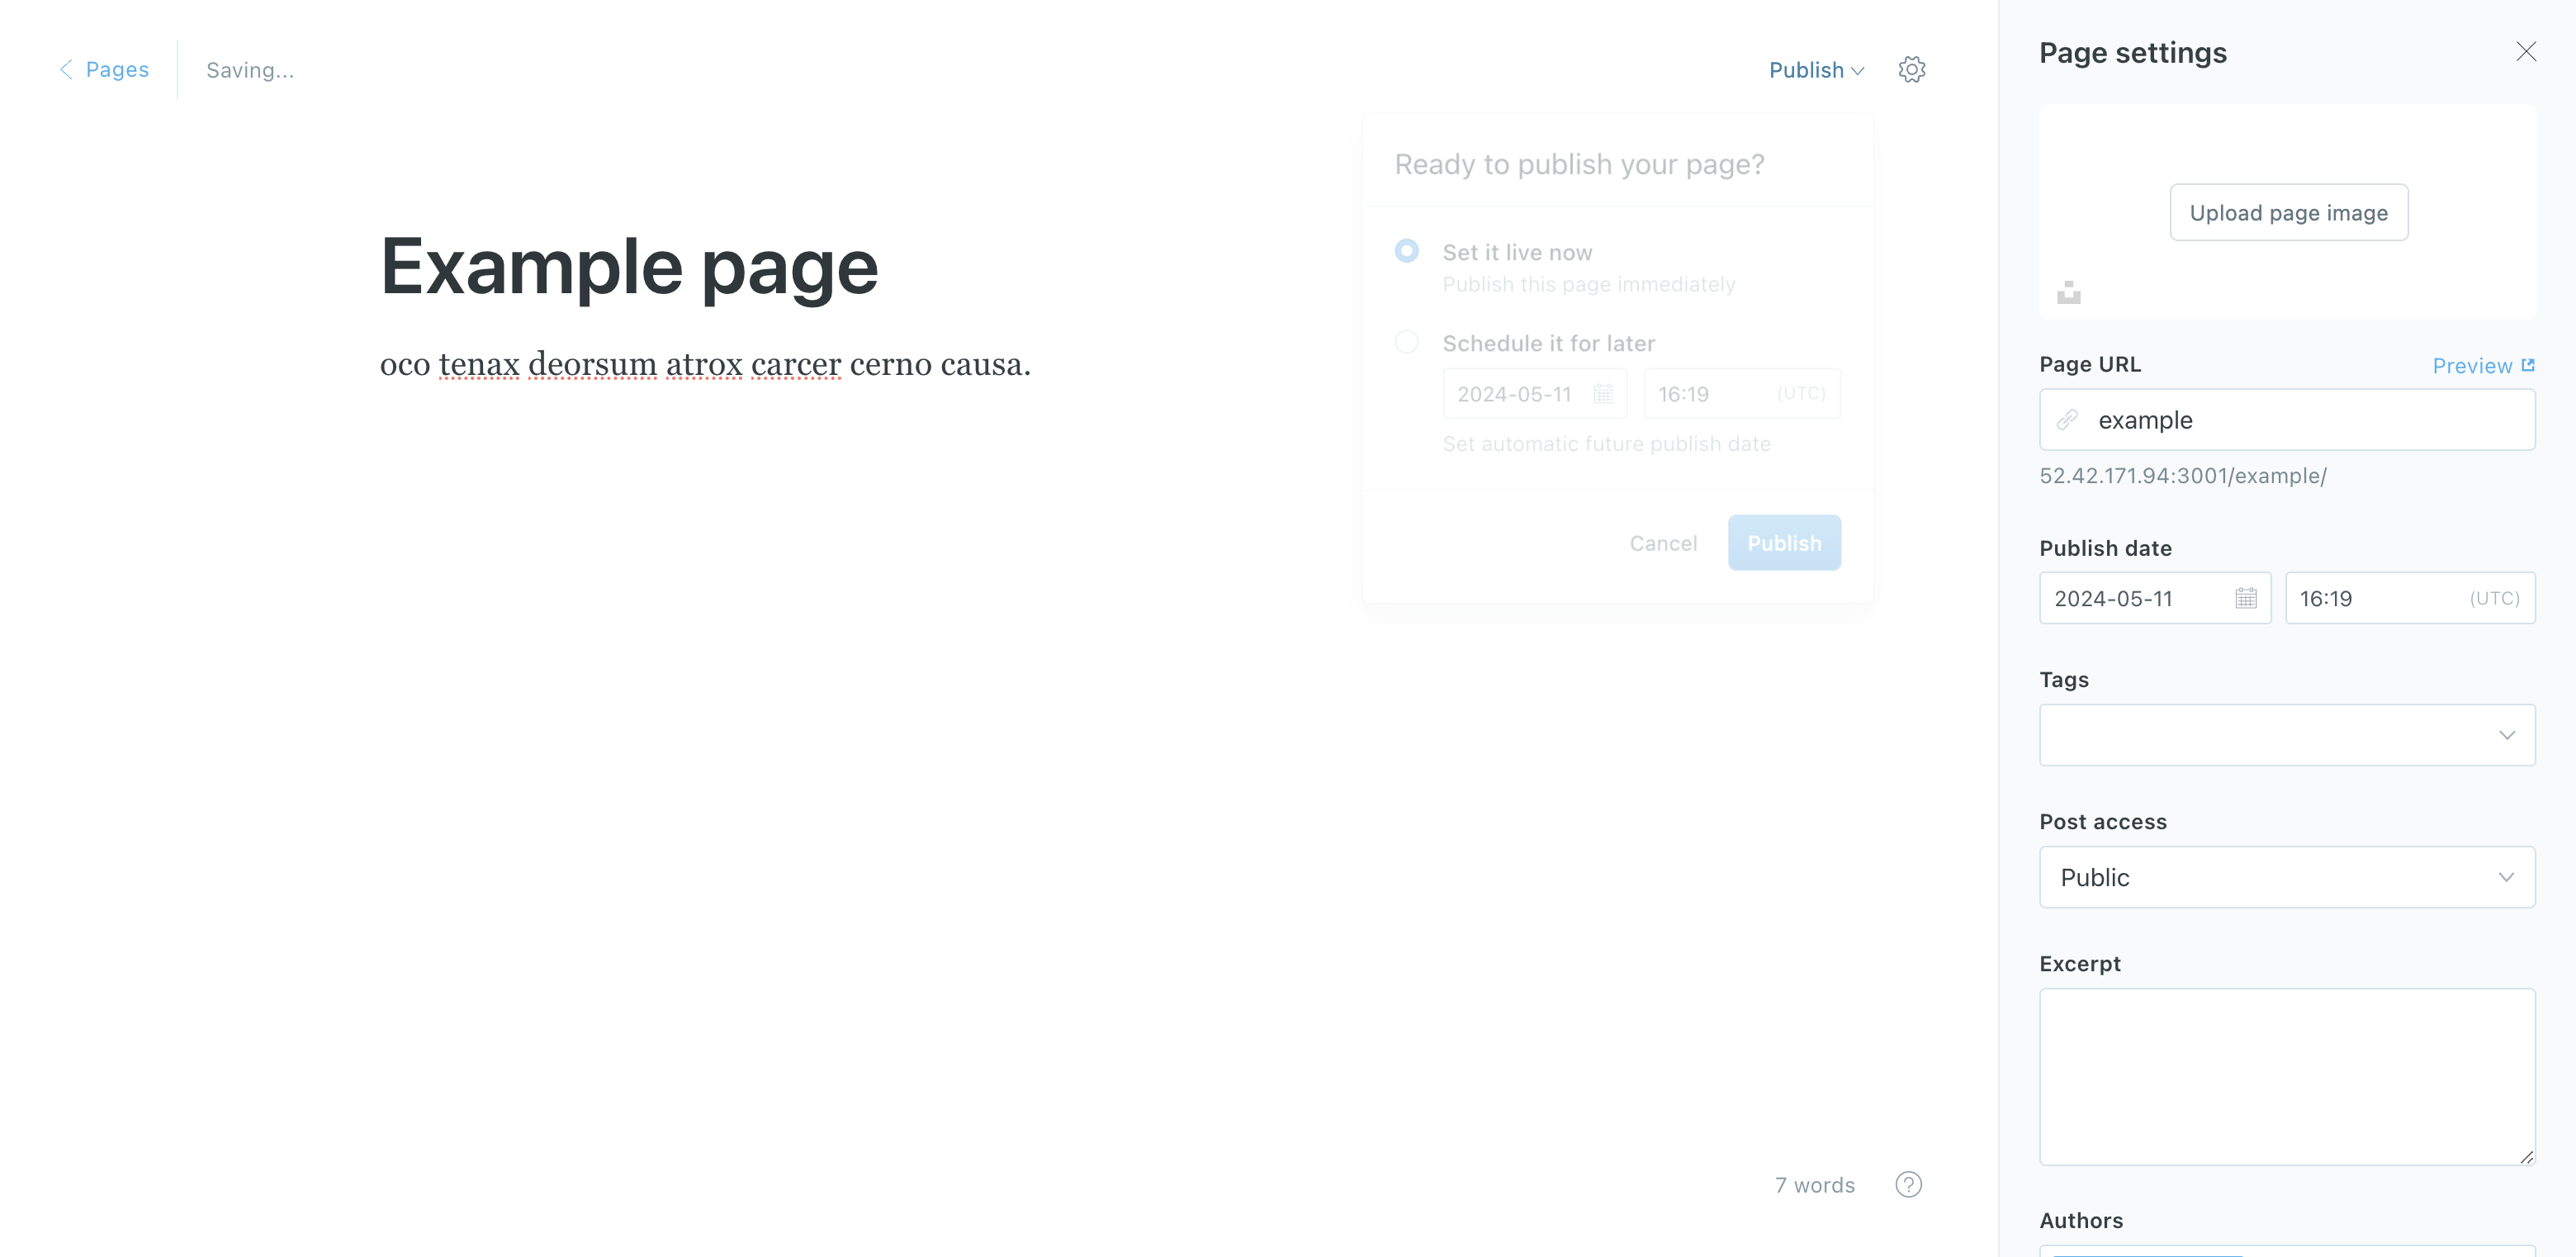 Pages
Saving...
Publish
Ready to publish your page?
Set it live now
Publish this page immediately
Schedule it for later
2024-05-11
16:19
(UTC)
Set automatic future publish date
Cancel
Publish
Example page
oco tenax deorsum atrox carcer cerno causa.
7 words
?
Page settings
Upload page image
Page URL
Preview
example
52.42.171.94:3001/example/
Publish date
2024-05-11
16:19
(UTC)
Tags
Post access
Public
Excerpt
Authors